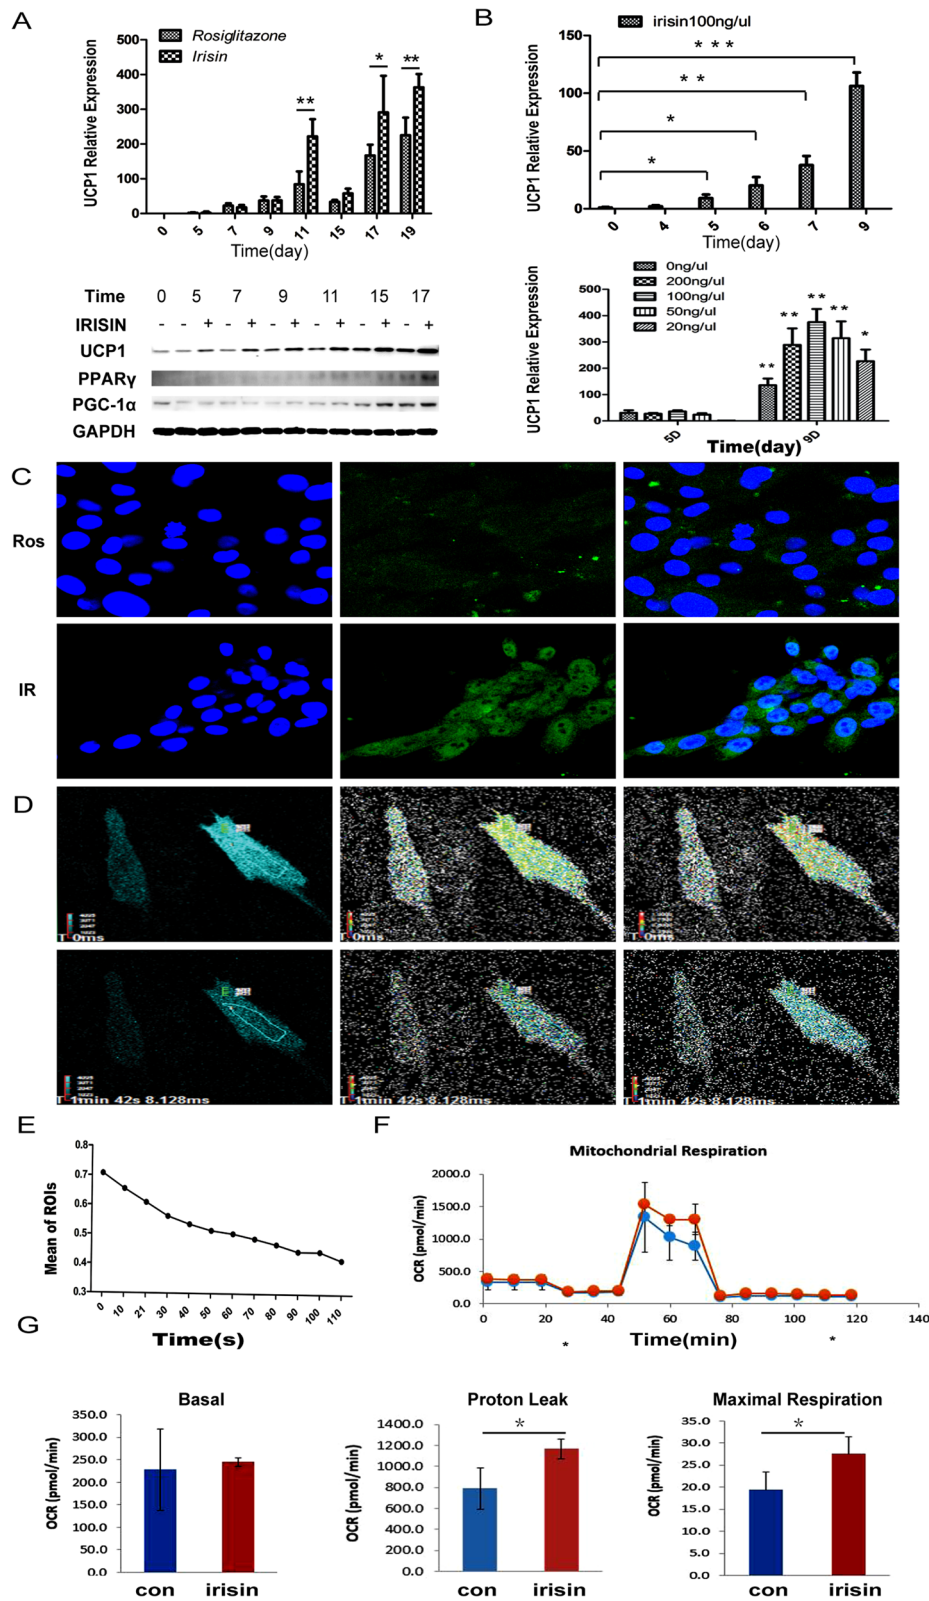 A
Rosiglitazone
Irisin
UCP1 Relative Expression
500
400
300
200
100
0
** * **
0 5 7 9 11 15 17 19
Time(day)
Time 0 5 7 9 11 15 17
IRISIN - - + - + - + - + - + - +
UCP1
PPARγ
PGC-1α
GAPDH
B
irisin100ng/ul
UCP1 Relative Expression
150
100
50
0
* * *
* *
*
*
0 4 5 6 7 9
Time(day)
0ng/ul
200ng/ul
100ng/ul
50ng/ul
20ng/ul
UCP1 Relative Expression
500
400
300
200
100
0
** ** ** ** *
5D 9D
Time(day)
C
Ros
IR
D
4095
3071
2047
1023
T 0ms
T 0ms
T 0ms
T 1min 42s 8.128ms
T 1min 42s 8.128ms
T 1min 42s 8.128ms
E
Mean of ROIs
0.8
0.7
0.6
0.5
0.4
0.3
0 10 21 30 40 50 60 70 80 90 100 110
Time(s)
F
Mitochondrial Respiration
OCR (pmol/min)
2000.0
1500.0
1000.0
500.0
0.0
0 20 40 60 80 100 120 140
Time(min)
* *
G
Basal
OCR (pmol/min)
350.0
300.0
250.0
200.0
150.0
100.0
50.0
0.0
con irisin
Proton Leak
OCR (pmol/min)
1400.0
1200.0
1000.0
800.0
600.0
400.0
200.0
0.0
*
con irisin
Maximal Respiration
OCR (pmol/min)
35.0
30.0
25.0
20.0
15.0
10.0
5.0
0.0
*
con irisin